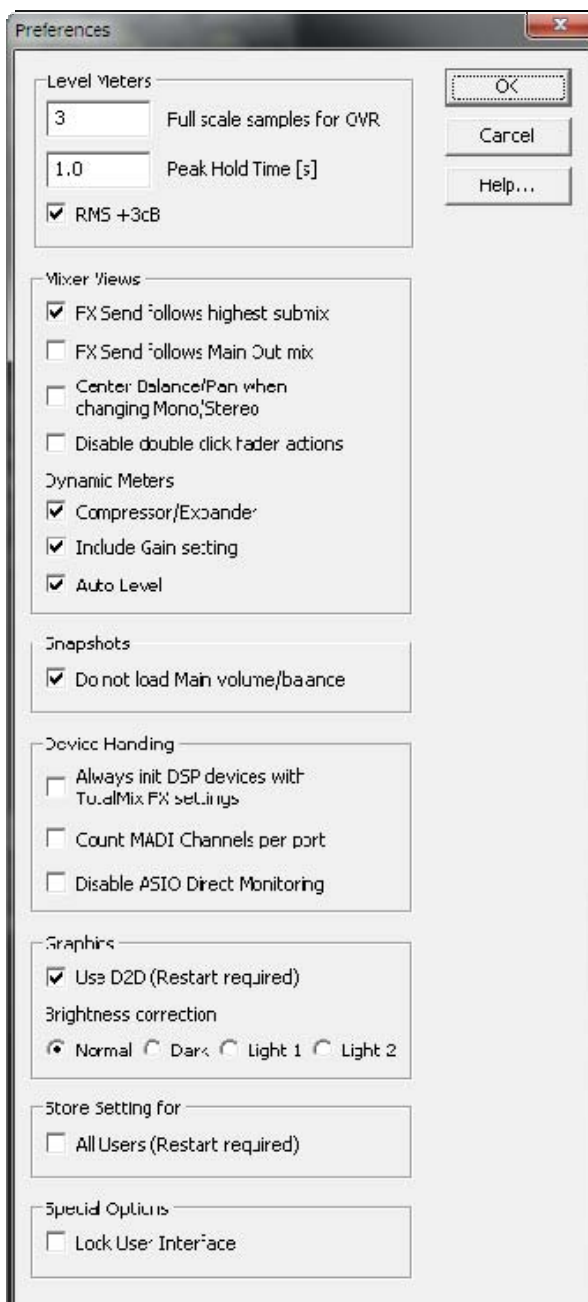 Preferences
Level Meters
3 Full scale samples for OVR
1.0 Peak Hold Time [s]
RMS +3dB
OK
Cancel
Help...
Mixer Views
FX Send follows highest submix
FX Send follows Main Out mix
Center Balance/Pan when
changing Mono/Stereo
Disable double click fader actions
Dynamic Meters
Compressor/Expander
Include Gain setting
Auto Level
Snapshots
Do not load Main volume/balance
Device Handling
Always init DSP devices with
TotalMix FX settings
Count MADI Channels per port
Disable ASIO Direct Monitoring
Graphics
Use D2D (Restart required)
Brightness correction
Normal Dark Light 1 Light 2
Store Setting for
All Users (Restart required)
Special Options
Lock User Interface